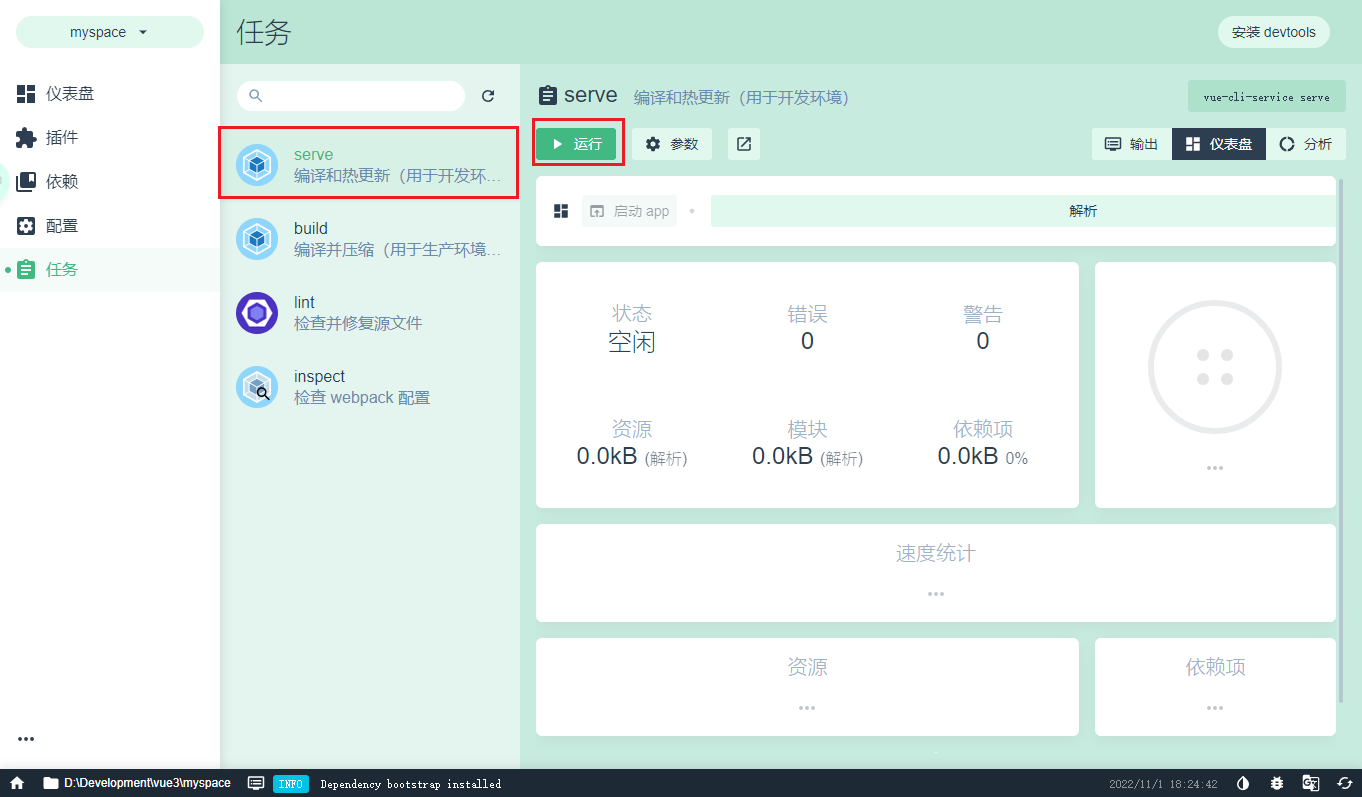 myspace
仪表盘
插件
依赖
配置
任务
任务
安装 devtools
serve
编译和热更新（用于开发环...
build
编译并压缩（用于生产环境...
lint
检查并修复源文件
inspect
检查 webpack 配置
serve 编译和热更新（用于开发环境）
vue-cli-service serve
运行 参数
输出 仪表盘 分析
启动 app 解析
状态 错误 警告
空闲 0 0
资源 模块 依赖项
0.0kB (解析) 0.0kB (解析) 0.0kB 0%
速度统计
资源
依赖项
D:\Development\vue3\myspace INFO Dependency bootstrap installed 2022/11/1 18:24:42